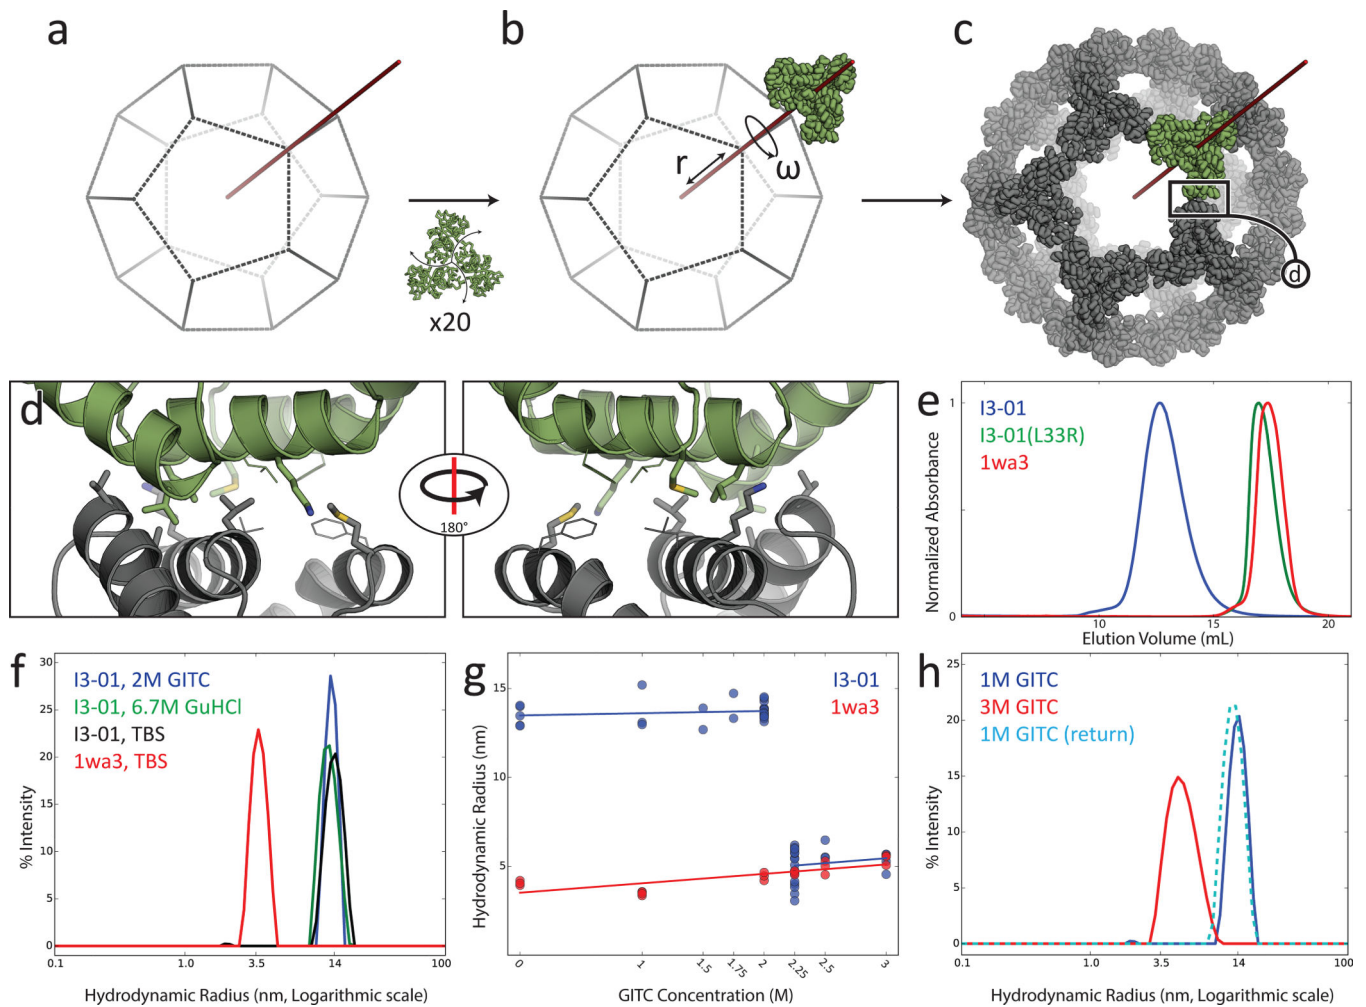 a
x20
b
r
ω
c
d
d
180°
e
I3-01
I3-01(L33R)
1wa3
Normalized Absorbance
1
0
10
15
20
Elution Volume (mL)
f
I3-01, 2M GITC
I3-01, 6.7M GuHCl
I3-01, TBS
1wa3, TBS
% Intensity
30
25
20
15
10
5
0
0.1
1.0
3.5
14
100
Hydrodynamic Radius (nm, Logarithmic scale)
g
I3-01
1wa3
Hydrodynamic Radius (nm)
15
10
5
0
0
1
1.5
1.75
2
2.25
2.5
3
GITC Concentration (M)
h
1M GITC
3M GITC
1M GITC (return)
% Intensity
25
20
15
10
5
0
0.1
1.0
3.5
14
100
Hydrodynamic Radius (nm, Logarithmic scale)